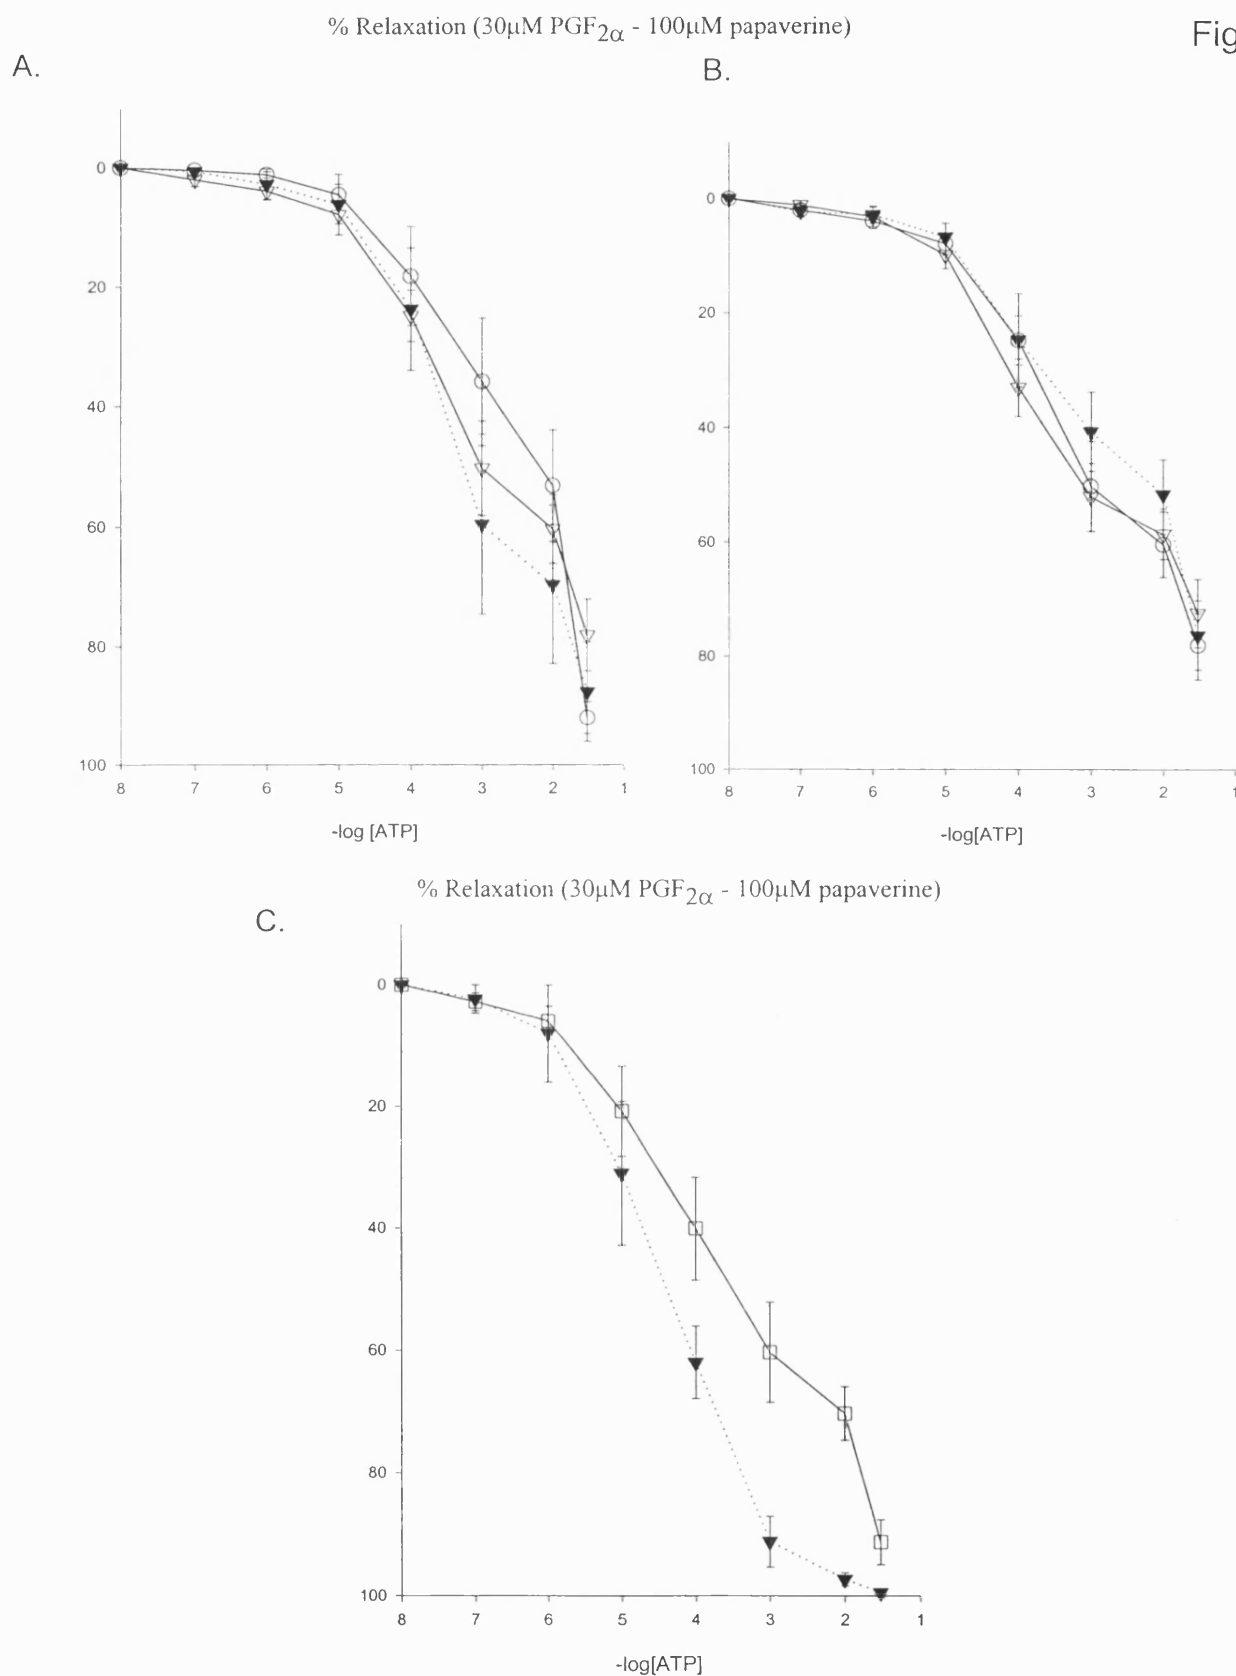 % Relaxation (30µM PGF2α - 100µM papaverine)
Fig
A.
B.
0
20
40
60
80
100
8 7 6 5 4 3 2 1
-log [ATP]
0
20
40
60
80
100
8 7 6 5 4 3 2 1
-log[ATP]
% Relaxation (30µM PGF2α - 100µM papaverine)
C.
0
20
40
60
80
100
8 7 6 5 4 3 2 1
-log[ATP]